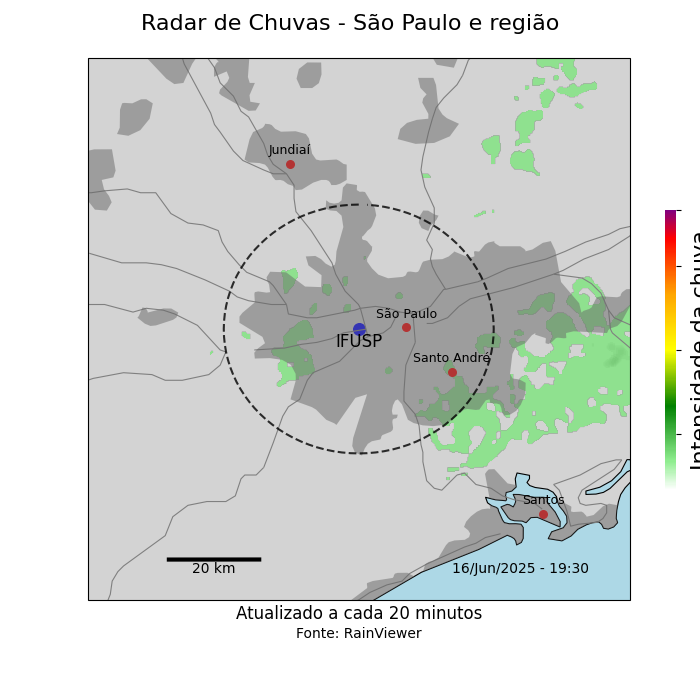 Radar de Chuvas - São Paulo e região
Jundiaí
São Paulo
IFUSP
Santo André
Santos
20 km
16/Jun/2025 - 19:30
Intensidade da chuva
Atualizado a cada 20 minutos
Fonte: RainViewer